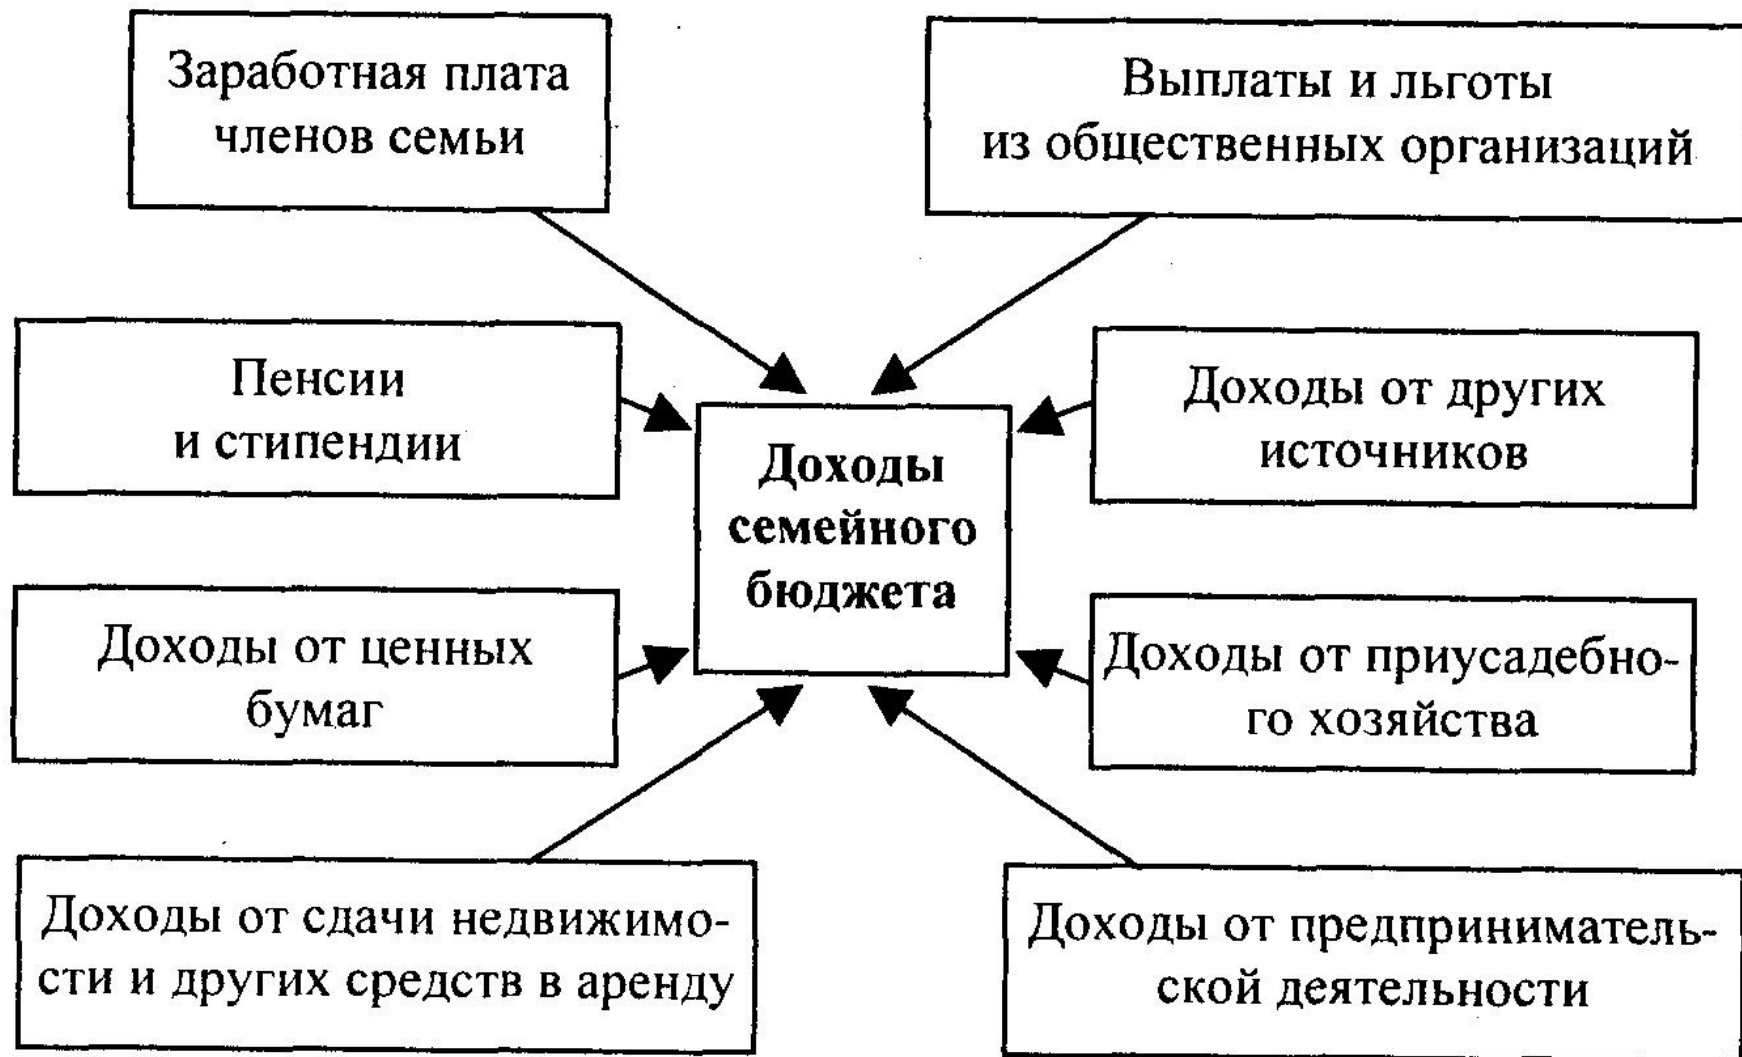 Заработная плата
членов семьи
Выплаты и льготы
из общественных организаций
Пенсии
и стипендии
Доходы от других
источников
Доходы
семейного
бюджета
Доходы от ценных
бумаг
Доходы от приусадебно-
го хозяйства
Доходы от сдачи недвижимо-
сти и других средств в аренду
Доходы от предприниматель-
ской деятельности